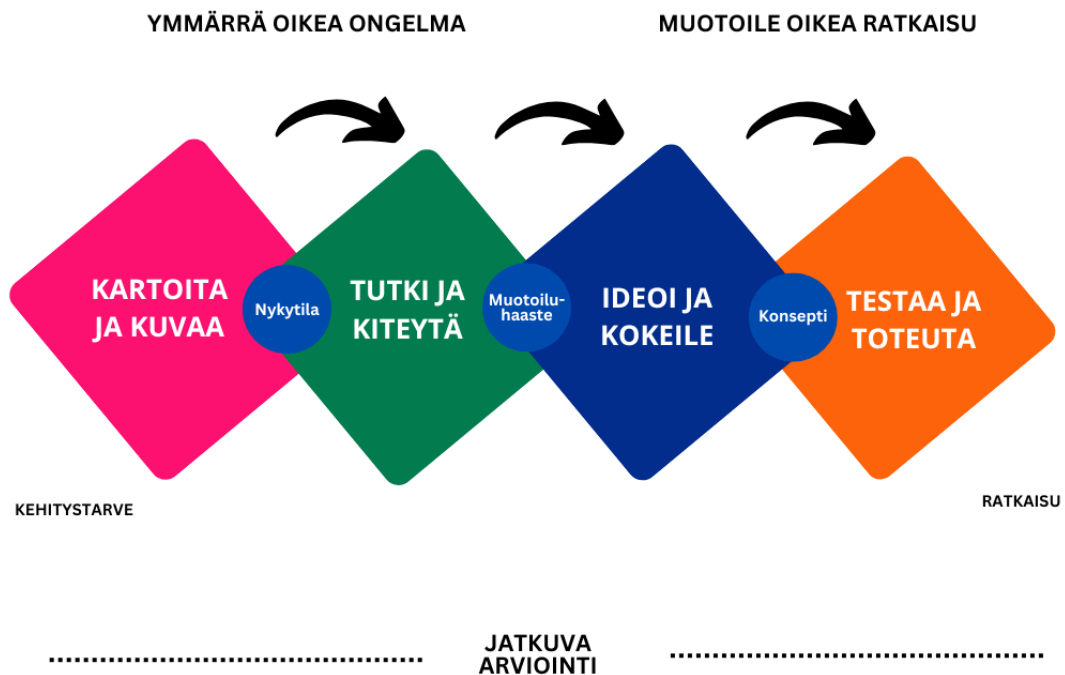 YMMÄRRÄ OIKEA ONGELMA
MUOTOILE OIKEA RATKAISU
KARTOITA
JA KUVAA
Nykytila
TUTKI JA
KITEYTÄ
Muotoilu-
haaste
IDEOI JA
KOKEILE
Konsepti
TESTAA JA
TOTEUTA
KEHITYSTARVE
RATKAISU
JATKUVA
ARVIOINTI